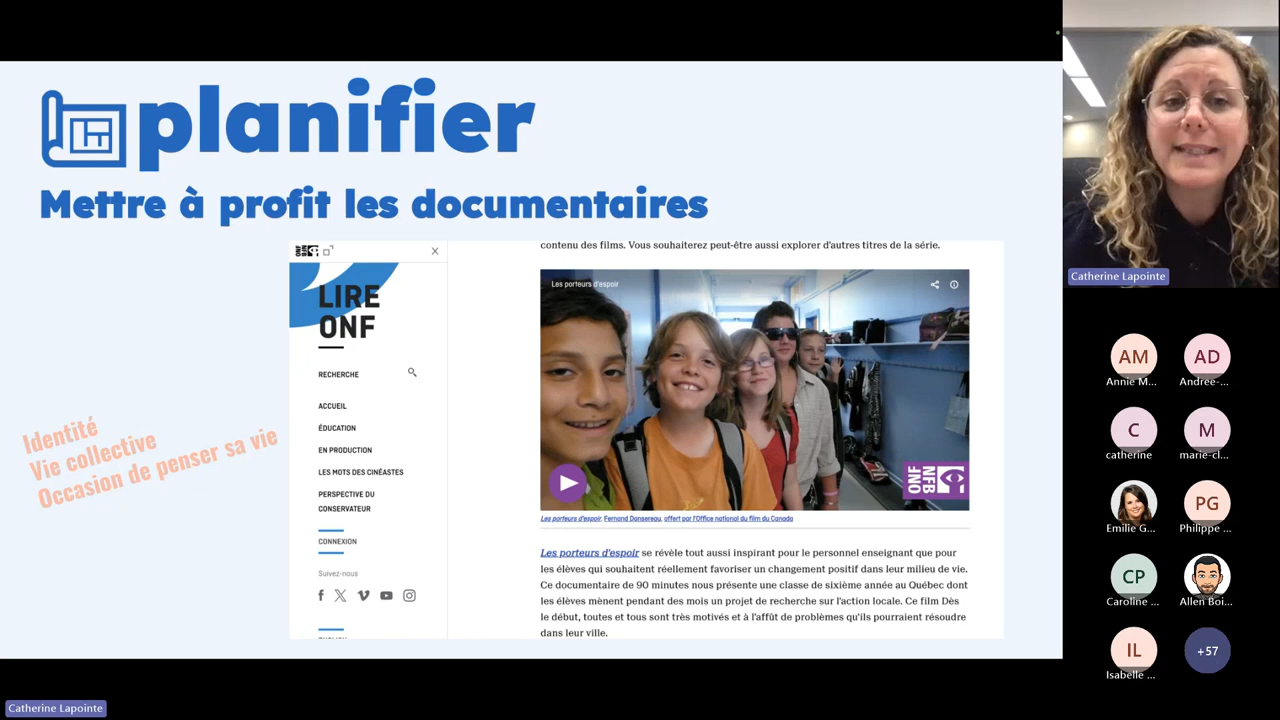 planifier
Mettre à profit les documentaires
Identité
Vie collective
Occasion de penser sa vie
ONF
NFB
LIRE
ONF
RECHERCHE
ACCUEIL
ÉDUCATION
EN PRODUCTION
LES MOTS DES CINÉASTES
PERSPECTIVE DU
CONSERVATEUR
CONNEXION
Suivez-nous
contenu des films. Vous souhaiterez peut-être aussi explorer d'autres titres de la série.
Les porteurs d'espoir
ONF
NFB
Les porteurs d'espoir, Fernand Dansereau, offert par l'Office national du film du Canada
Les porteurs d'espoir se révèle tout aussi inspirant pour le personnel enseignant que pour
les élèves qui souhaitent réellement favoriser un changement positif dans leur milieu de vie.
Ce documentaire de 90 minutes nous présente une classe de sixième année au Québec dont
les élèves mènent pendant des mois un projet de recherche sur l'action locale. Ce film Dès
le début, toutes et tous sont très motivés et à l'affût de problèmes qu'ils pourraient résoudre
dans leur ville.
Catherine Lapointe
AM
Annie M...
AD
Andrée-...
C
catherine
M
marie-cl...
Emilie G...
PG
Philippe ...
CP
Caroline ...
Allen Boi...
IL
Isabelle ...
+57
Catherine Lapointe